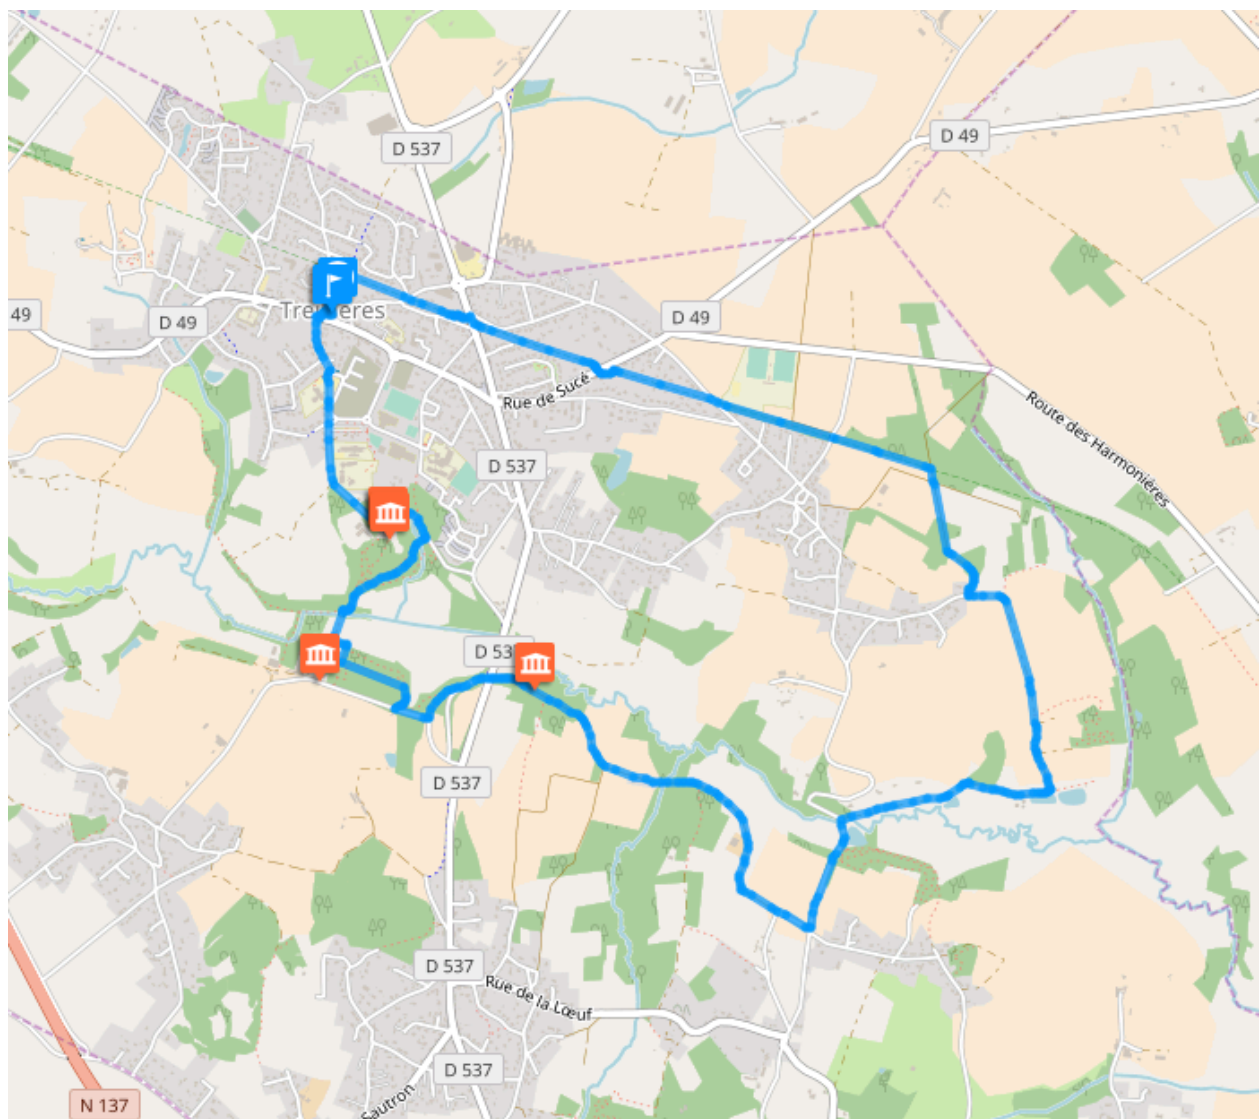 D 537
D 49
49
D 49
D 49
Rue de Sucé
Route des Harmonières
D 537
D 537
D 537
Rue de la Lœuf
D 537
Sautron
N 137